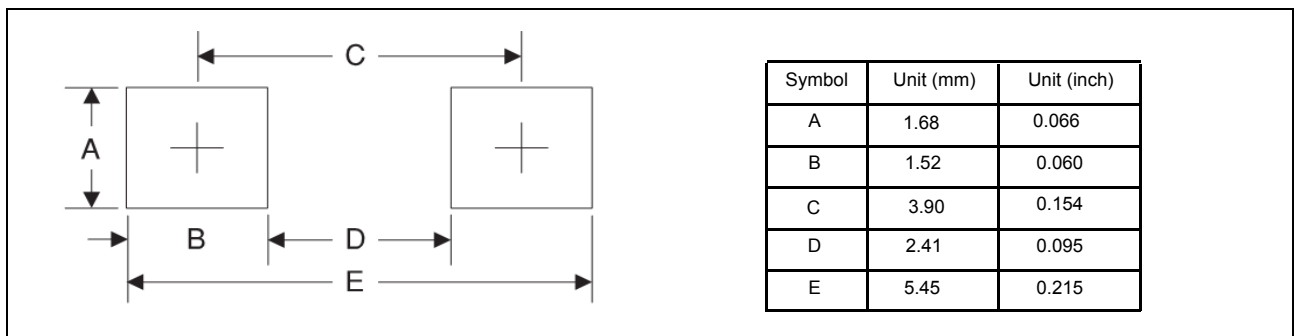 C
A
B
D
E
Symbol Unit (mm) Unit (inch)
A 1.68 0.066
B 1.52 0.060
C 3.90 0.154
D 2.41 0.095
E 5.45 0.215